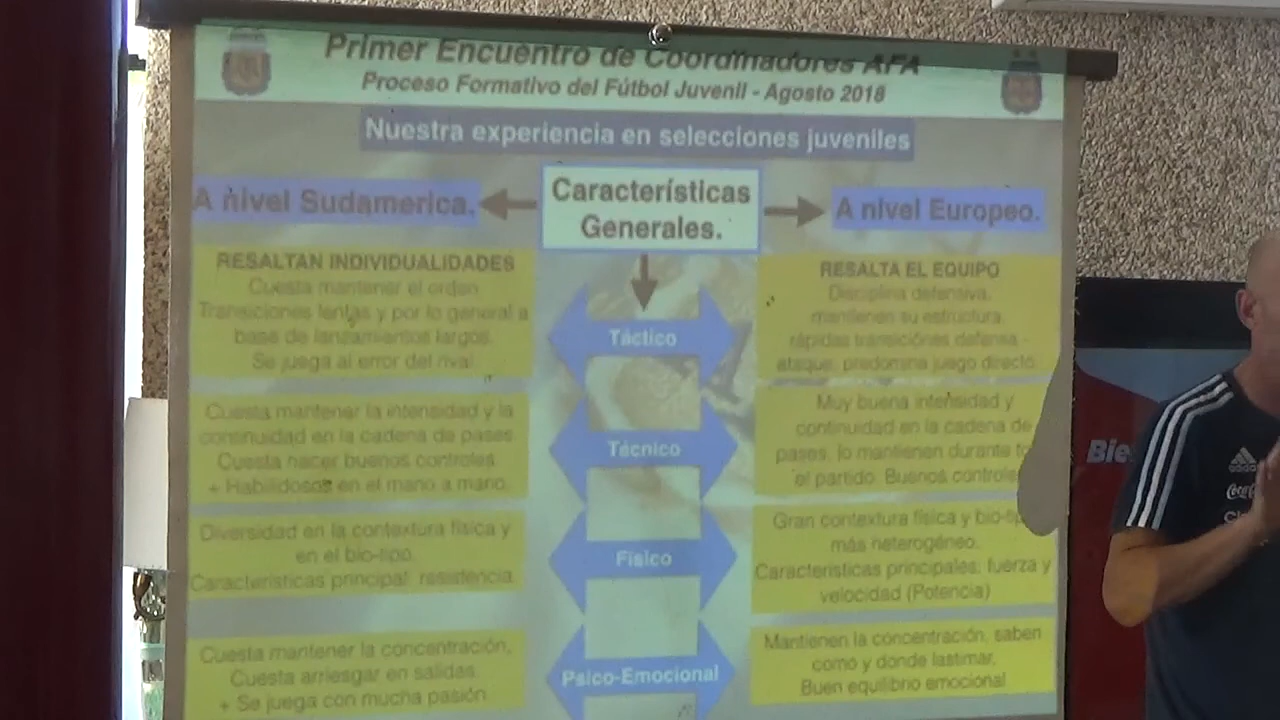 Primer Encuentro de Coordinadores AFA
Proceso Formativo del Fútbol Juvenil - Agosto 2018
Nuestra experiencia en selecciones juveniles
A nivel Sudamerica.
Características
Generales.
A nivel Europeo.
RESALTAN INDIVIDUALIDADES
Cuesta mantener el orden
Transiciones lentas y por lo general a
base de lanzamientos largos.
Se juega al error del rival
Táctico
RESALTA EL EQUIPO
Disciplina defensiva,
mantienen su estructura,
rápidas transiciones defensa -
ataque, predomina juego directo.
Cuesta mantener la intensidad y la
continuidad en la cadena de pases
Cuesta hacer buenos controles
+ Habilidosos en el mano a mano.
Técnico
Muy buena intensidad y
continuidad en la cadena de
pases, lo mantienen durante
el partido. Buenos controles
Diversidad en la contextura física y
en el bio-tipo.
Características principal: resistencia.
Físico
Gran contextura física y bio-tipo
más heterogéneo.
Características principales: fuerza y
velocidad (Potencia)
Cuesta mantener la concentración,
Cuesta arriesgar en salidas.
+ Se juega con mucha pasión
Psico-Emocional
Mantienen la concentración, saben
como y donde lastimar,
Buen equilibrio emocional
Bie
adidas